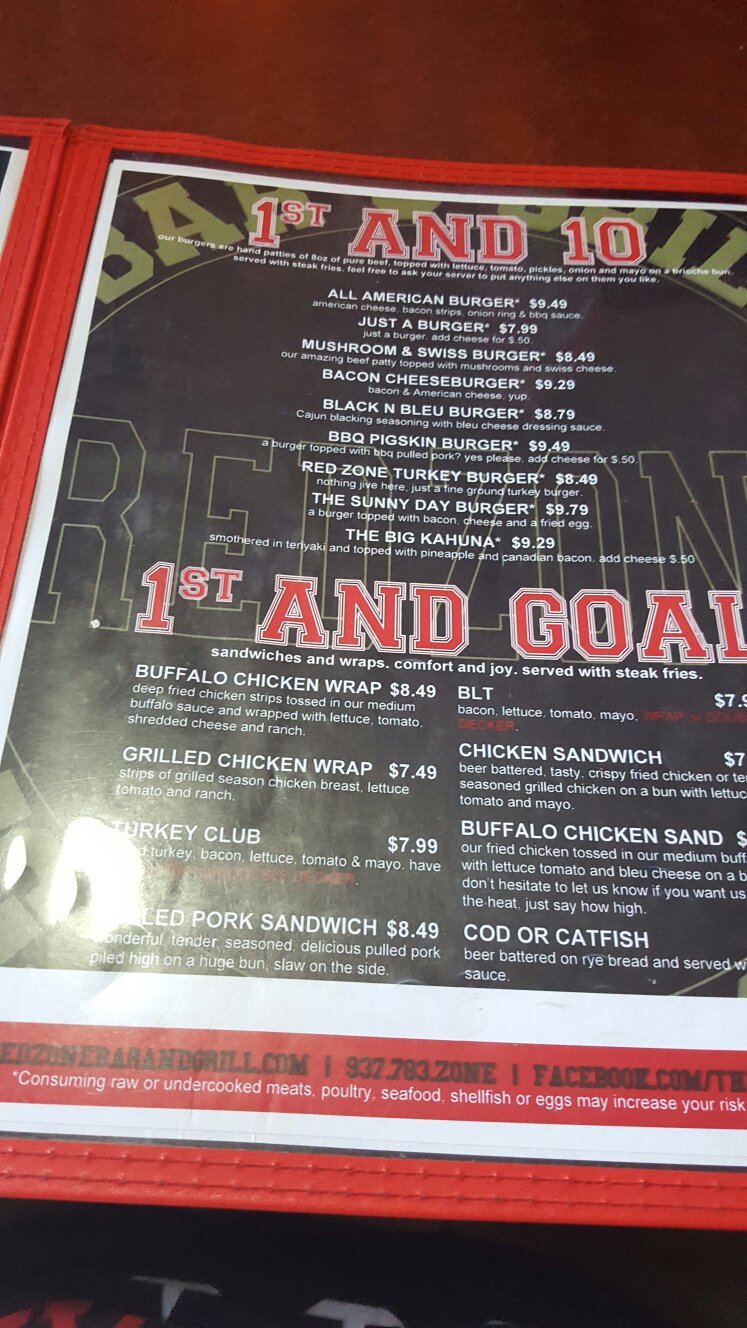 BAR & GRIL
REDZON
1ST AND 10
our burgers are hand patties of 8oz of pure beef, topped with lettuce, tomato, pickles, onion and mayo on a brioche bun.
served with steak fries. feel free to ask your server to put anything else on them you like.
ALL AMERICAN BURGER* $9.49
american cheese, bacon strips, onion ring & bbq sauce.
JUST A BURGER* $7.99
just a burger. add cheese for $.50.
MUSHROOM & SWISS BURGER* $8.49
our amazing beef patty topped with mushrooms and swiss cheese.
BACON CHEESEBURGER* $9.29
bacon & American cheese. yup.
BLACK N BLEU BURGER* $8.79
Cajun blacking seasoning with bleu cheese dressing sauce.
BBQ PIGSKIN BURGER* $9.49
a burger topped with bbq pulled pork? yes please. add cheese for $.50.
RED ZONE TURKEY BURGER* $8.49
nothing jive here. just a fine ground turkey burger.
THE SUNNY DAY BURGER* $9.79
a burger topped with bacon, cheese and a fried egg.
THE BIG KAHUNA* $9.29
smothered in teriyaki and topped with pineapple and canadian bacon. add cheese $.50
1ST AND GOAL
sandwiches and wraps. comfort and joy. served with steak fries.
BUFFALO CHICKEN WRAP $8.49
deep fried chicken strips tossed in our medium
buffalo sauce and wrapped with lettuce, tomato,
shredded cheese and ranch.
GRILLED CHICKEN WRAP $7.49
strips of grilled season chicken breast, lettuce
tomato and ranch.
TURKEY CLUB $7.99
turkey, bacon, lettuce, tomato & mayo. have
DECKER.
LED PORK SANDWICH $8.49
wonderful, tender, seasoned, delicious pulled pork
piled high on a huge bun. slaw on the side.
BLT $7.9
bacon, lettuce, tomato, mayo. WRAP or DOUB
DECKER.
CHICKEN SANDWICH $7
beer battered, tasty, crispy fried chicken or te
seasoned grilled chicken on a bun with lettuc
tomato and mayo.
BUFFALO CHICKEN SAND $
our fried chicken tossed in our medium buff
with lettuce tomato and bleu cheese on a b
don't hesitate to let us know if you want us
the heat. just say how high.
COD OR CATFISH
beer battered on rye bread and served w
sauce.
EDZONEBARANDGRILL.COM | 937.783.ZONE | FACEBOOK.COM/TH
*Consuming raw or undercooked meats, poultry, seafood, shellfish or eggs may increase your risk